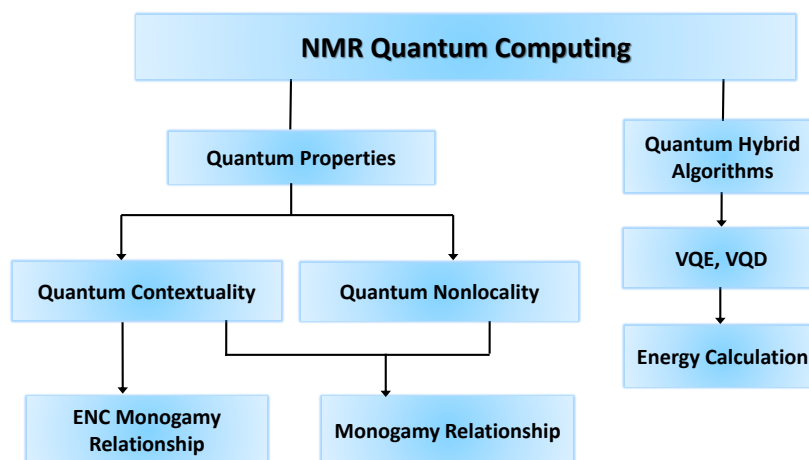 NMR Quantum Computing
Quantum Properties
Quantum Hybrid
Algorithms
Quantum Contextuality
Quantum Nonlocality
VQE, VQD
Energy Calculation
ENC Monogamy
Relationship
Monogamy Relationship